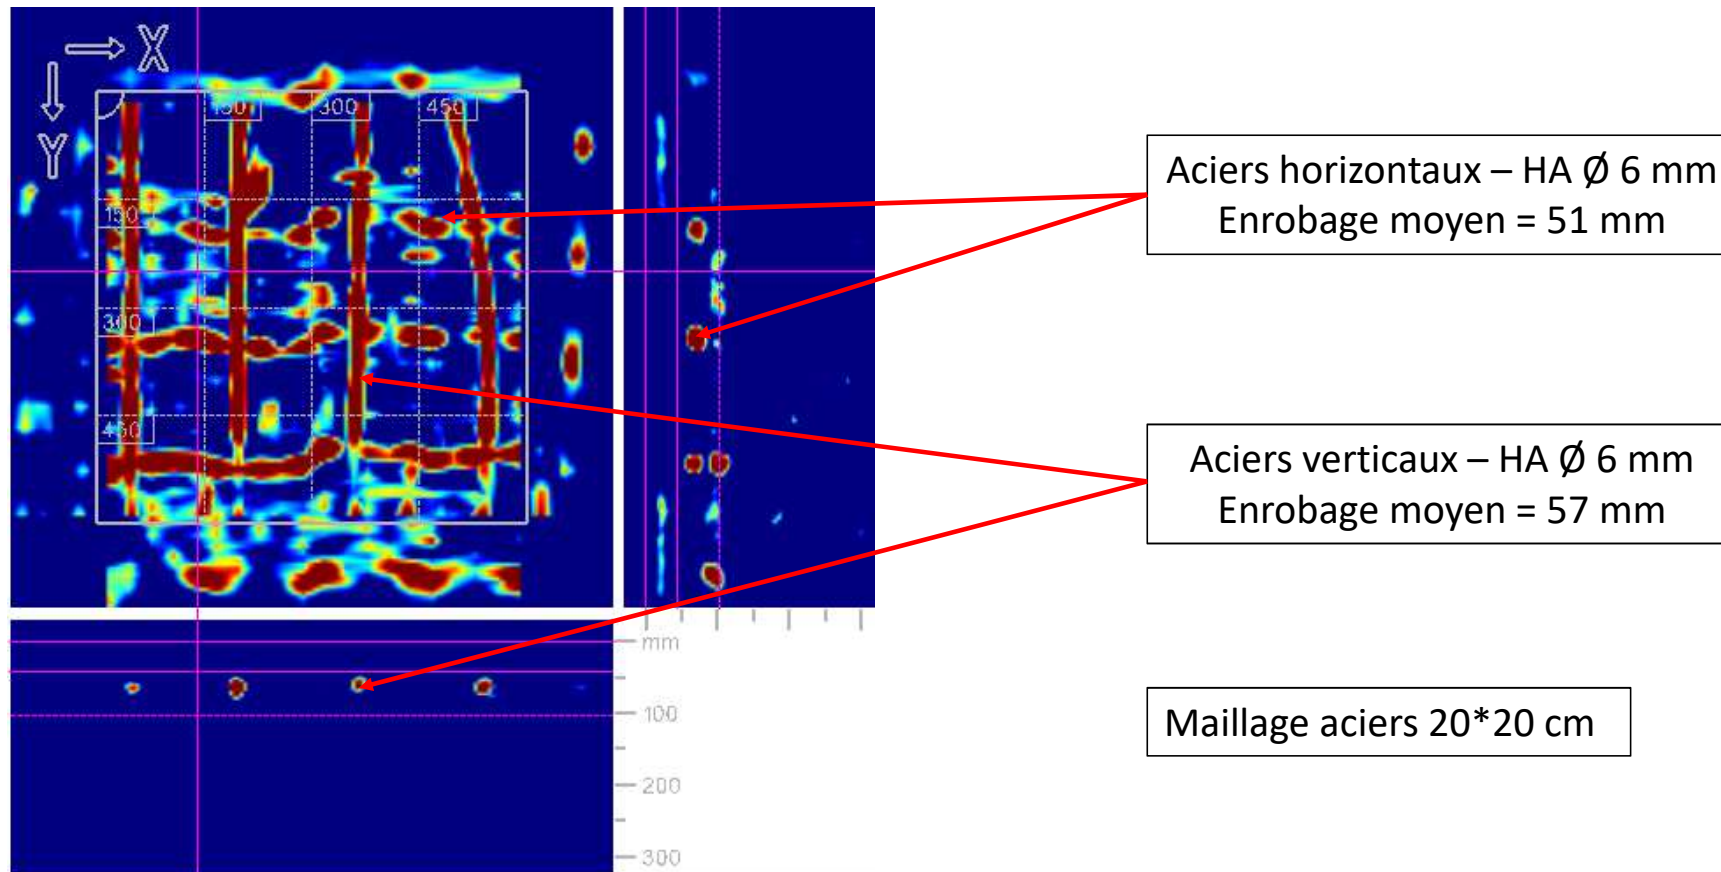 X
Y
150
300
450
150
300
450
mm
100
200
300
Aciers horizontaux – HA Ø 6 mm
Enrobage moyen = 51 mm
Aciers verticaux – HA Ø 6 mm
Enrobage moyen = 57 mm
Maillage aciers 20*20 cm